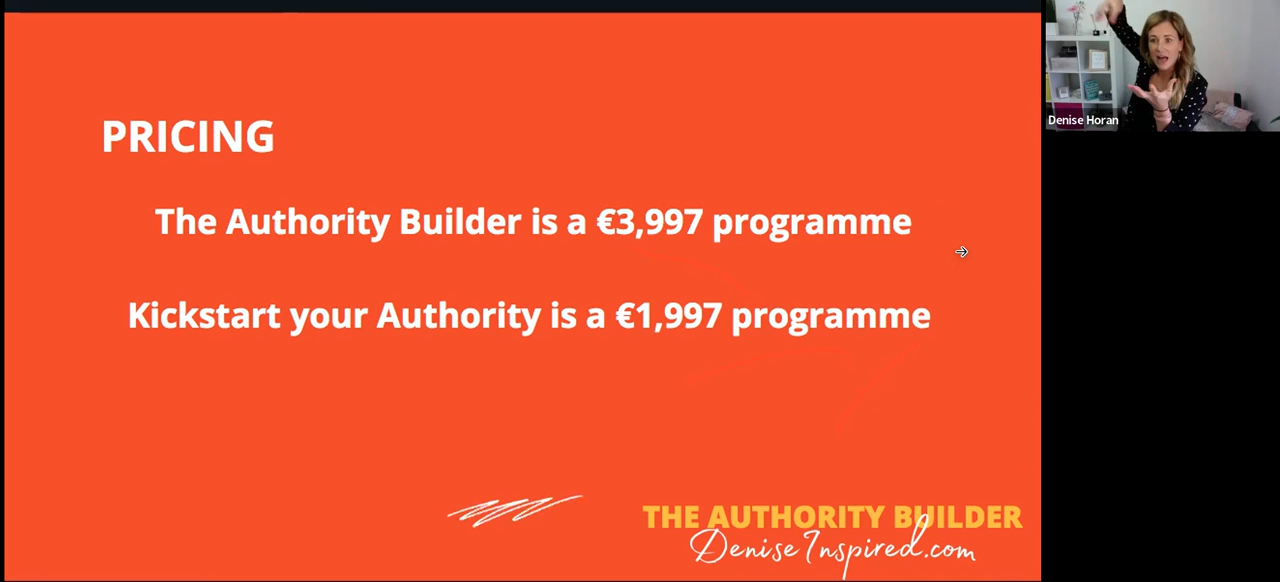 PRICING
The Authority Builder is a €3,997 programme
Kickstart your Authority is a €1,997 programme
THE AUTHORITY BUILDER
DeniseInspired.com
Denise Horan